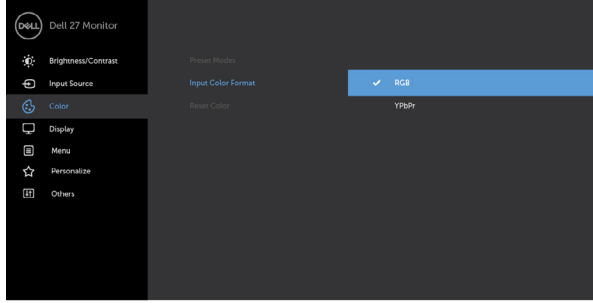 DELL
Dell 27 Monitor
Brightness/Contrast
Input Source
Color
Display
Menu
Personalize
Others
Preset Modes
Input Color Format
Reset Color
RGB
YPbPr